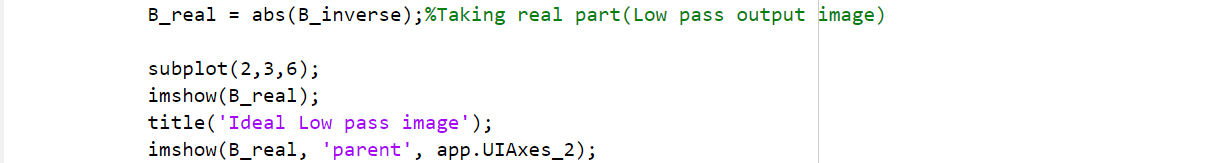 B_real = abs(B_inverse);%Taking real part(Low pass output image)
subplot(2,3,6);
imshow(B_real);
title('Ideal Low pass image');
imshow(B_real, 'parent', app.UIAxes_2);